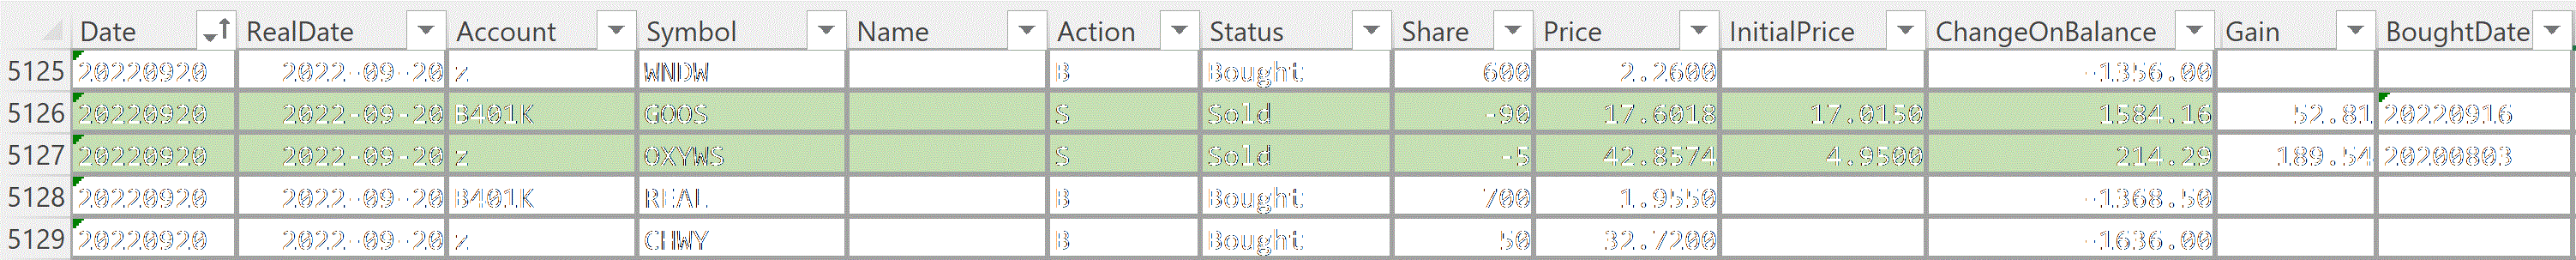 Date RealDate Account Symbol Name Action Status Share Price InitialPrice ChangeOnBalance Gain BoughtDate
5125 20220920 2022-09-20 z WNDW B Bought 600 2.2600 -1356.00
5126 20220920 2022-09-20 B401K GOOS S Sold -90 17.6018 17.0150 1584.16 52.81 20220916
5127 20220920 2022-09-20 z OXYWS S Sold -5 42.8574 4.9500 214.29 189.54 20200803
5128 20220920 2022-09-20 B401K REAL B Bought 700 1.9550 -1368.50
5129 20220920 2022-09-20 z CHWY B Bought 50 32.7200 -1636.00